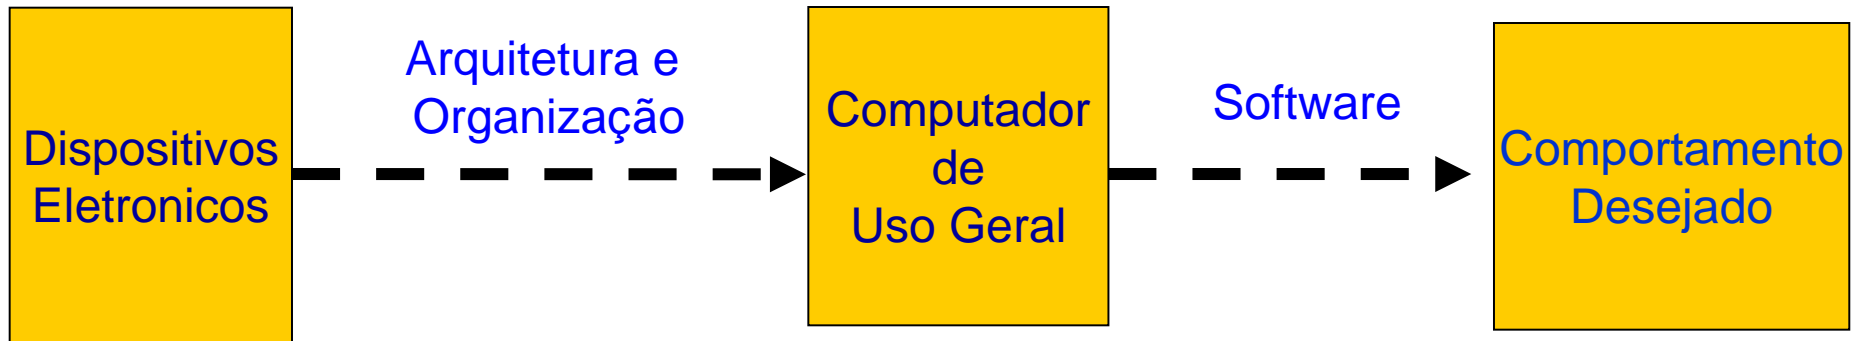 Dispositivos
Eletronicos
Arquitetura e
Organização
Computador
de
Uso Geral
Software
Comportamento
Desejado